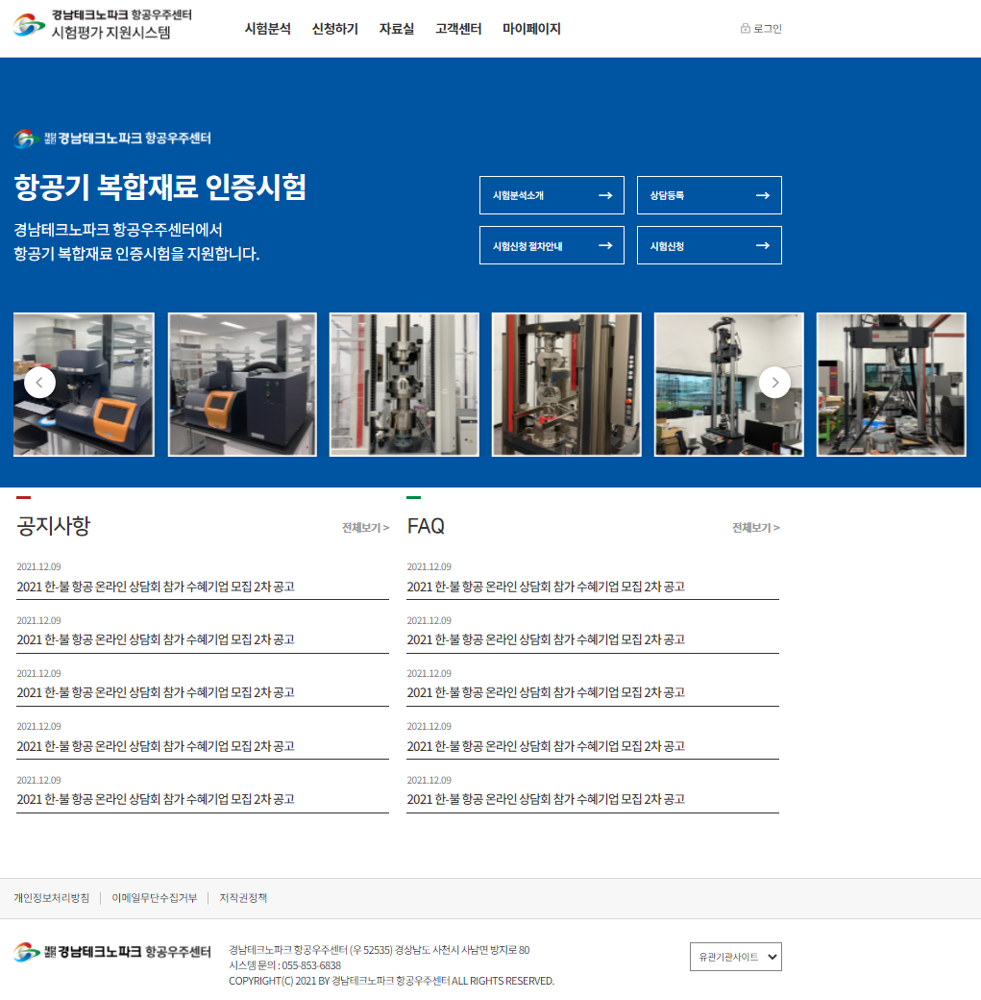 경남테크노파크 항공우주센터
시험평가 지원시스템
시험분석 신청하기 자료실 고객센터 마이페이지
로그인
경남테크노파크 항공우주센터
항공기 복합재료 인증시험
경남테크노파크 항공우주센터에서
항공기 복합재료 인증시험을 지원합니다.
시험분석소개
상담등록
시험신청 절차안내
시험신청
공지사항
전체보기 >
2021.12.09
2021 한-불 항공 온라인 상담회 참가 수혜기업 모집 2차 공고
2021.12.09
2021 한-불 항공 온라인 상담회 참가 수혜기업 모집 2차 공고
2021.12.09
2021 한-불 항공 온라인 상담회 참가 수혜기업 모집 2차 공고
2021.12.09
2021 한-불 항공 온라인 상담회 참가 수혜기업 모집 2차 공고
2021.12.09
2021 한-불 항공 온라인 상담회 참가 수혜기업 모집 2차 공고
FAQ
전체보기 >
2021.12.09
2021 한-불 항공 온라인 상담회 참가 수혜기업 모집 2차 공고
2021.12.09
2021 한-불 항공 온라인 상담회 참가 수혜기업 모집 2차 공고
2021.12.09
2021 한-불 항공 온라인 상담회 참가 수혜기업 모집 2차 공고
2021.12.09
2021 한-불 항공 온라인 상담회 참가 수혜기업 모집 2차 공고
2021.12.09
2021 한-불 항공 온라인 상담회 참가 수혜기업 모집 2차 공고
개인정보처리방침 이메일무단수집거부 저작권정책
경남테크노파크 항공우주센터
경남테크노파크 항공우주센터 (우 52535) 경상남도 사천시 사남면 방지로 80
시스템 문의 : 055-853-6838
COPYRIGHT(C) 2021 BY 경남테크노파크 항공우주센터 ALL RIGHTS RESERVED.
유관기관사이트